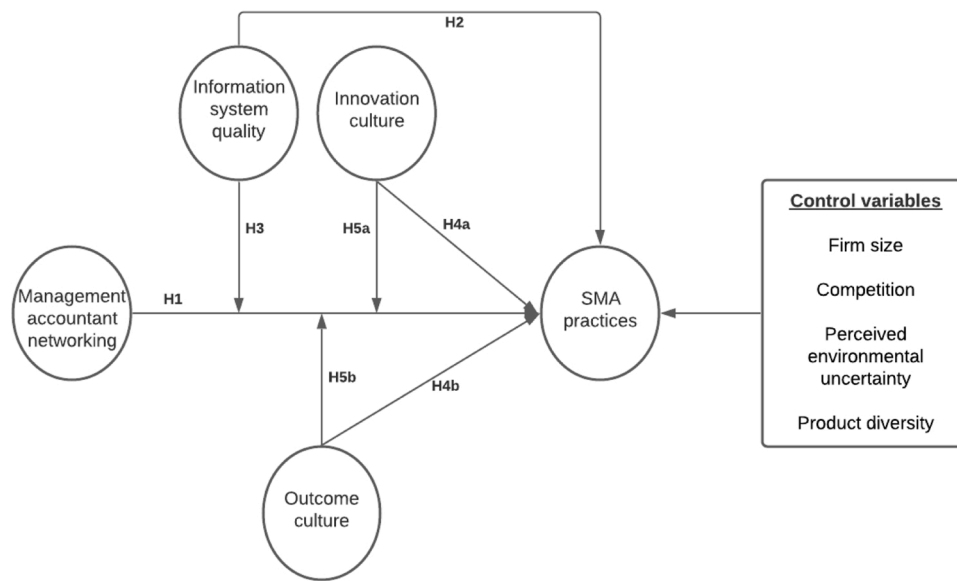 H2
Information
system
quality
Innovation
culture
H3
H5a
H4a
Management
accountant
networking
H1
SMA
practices
H5b
H4b
Outcome
culture
Control variables
Firm size
Competition
Perceived
environmental
uncertainty
Product diversity